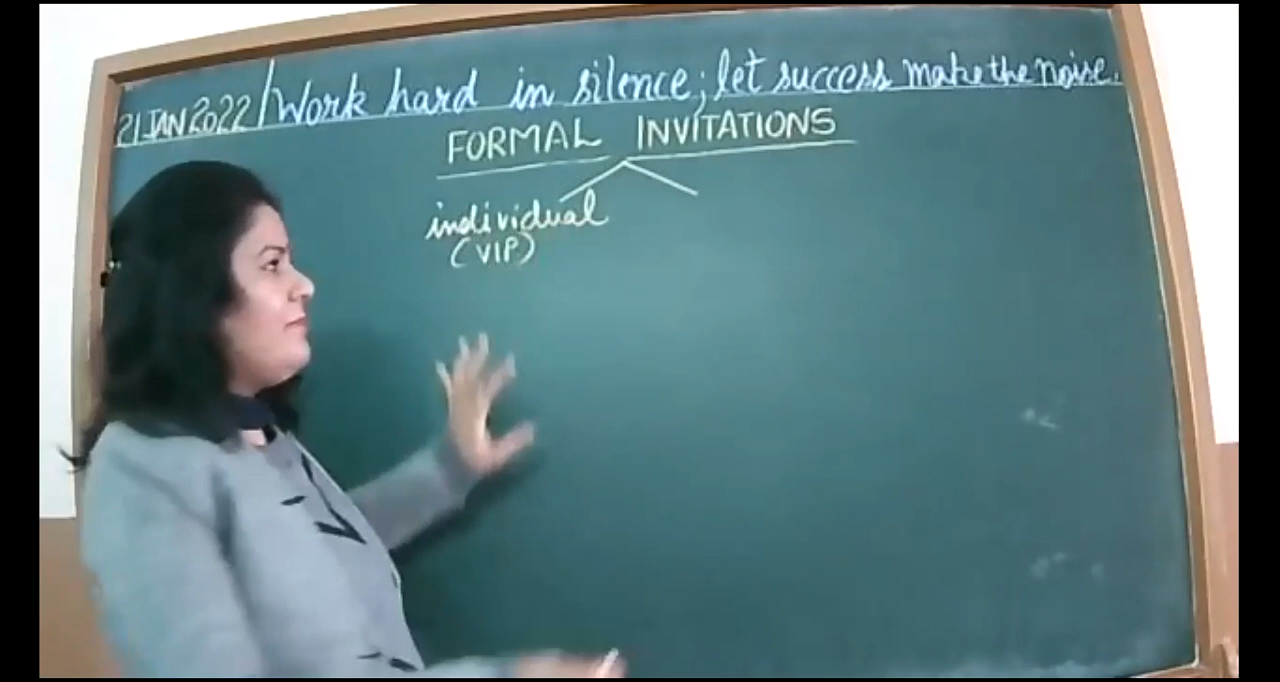 21 JAN 2022/Work hard in silence; let success make the noise.
FORMAL INVITATIONS
individual
(VIP)